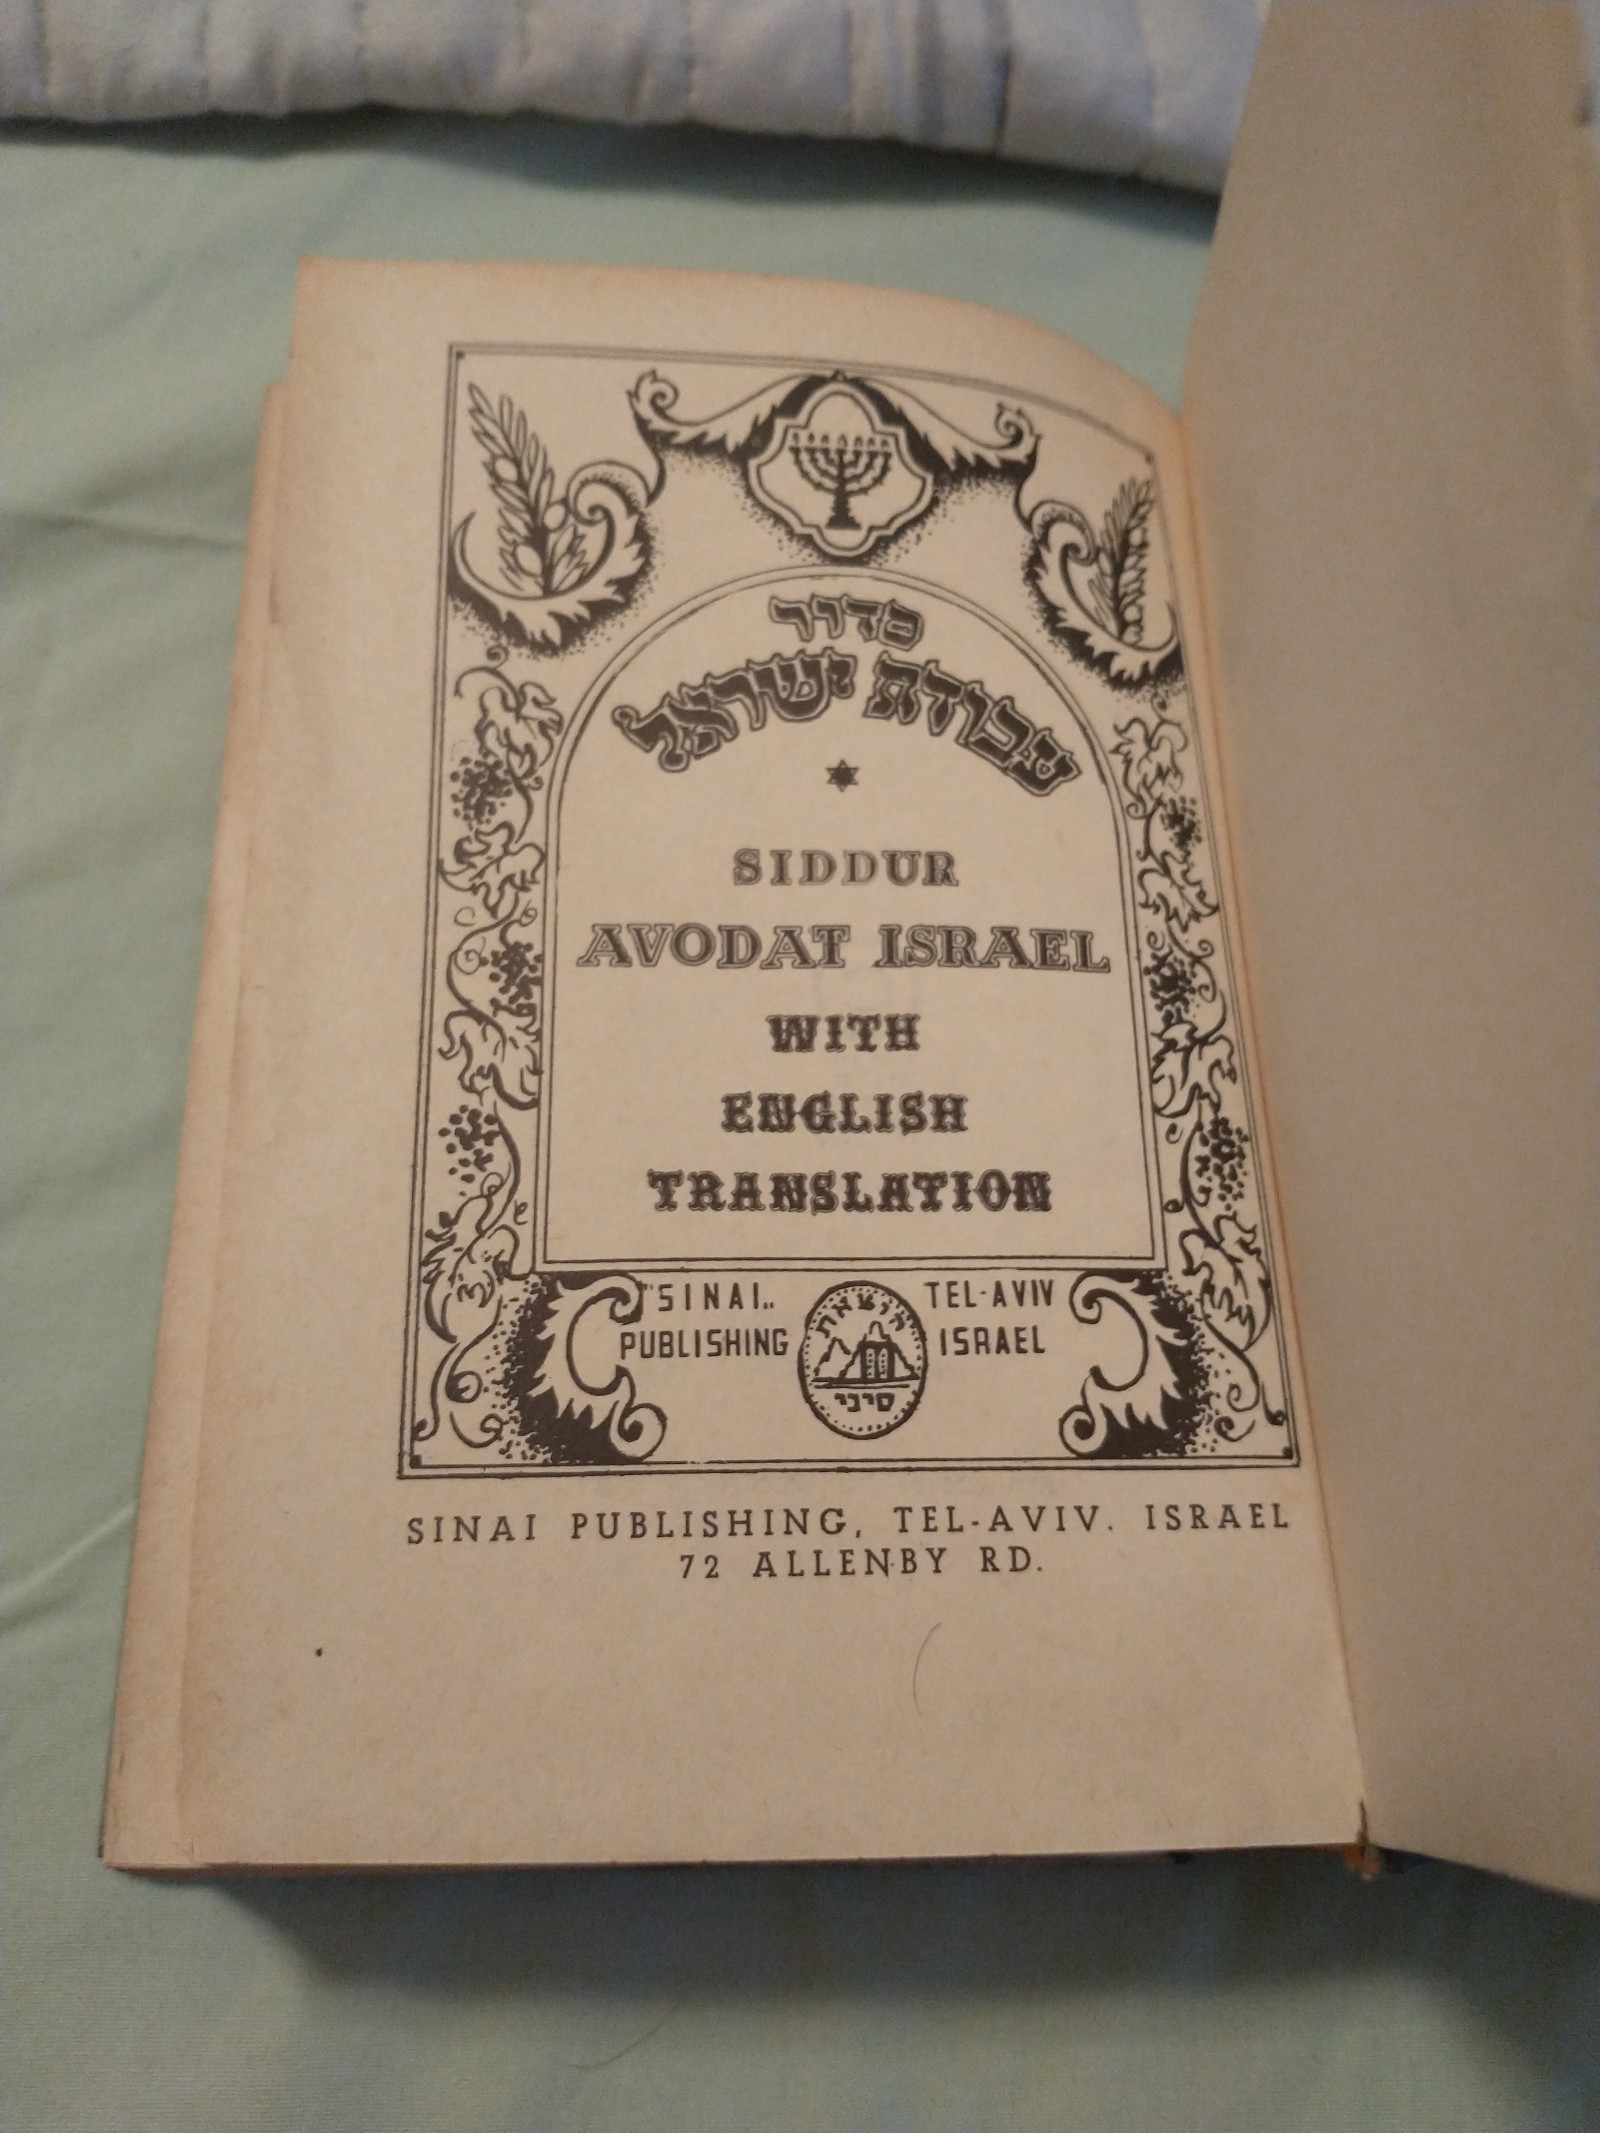 סדור
עבודת ישראל
SIDDUR
AVODAT ISRAEL
WITH
ENGLISH
TRANSLATION
"SINAI„ TEL-AVIV
PUBLISHING ISRAEL
הוצאת
סיני
SINAI PUBLISHING, TEL-AVIV. ISRAEL
72 ALLENBY RD.